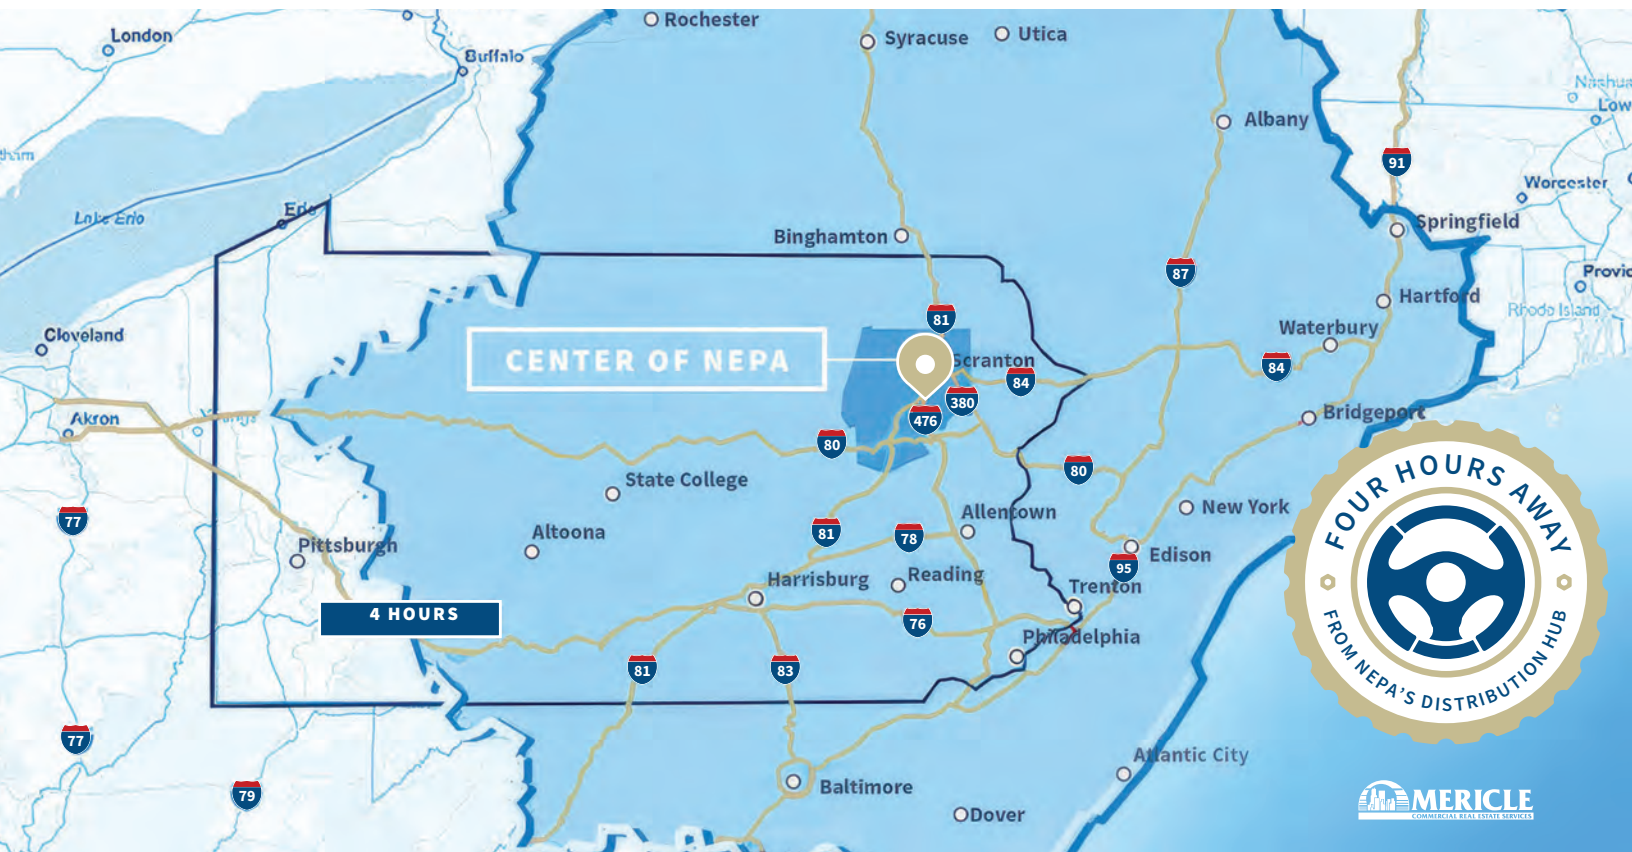 Rochester
London
Syracuse
Utica
Buffalo
Albany
91
Worcester
Lake Erie
Erie
Springfield
Binghamton
87
Hartford
Rhode Island
81
Waterbury
Cleveland
CENTER OF NEPA
Scranton
84
84
380
Akron
476
Bridgeport
80
80
State College
New York
Allentown
FOUR HOURS AWAY
77
81
78
Altoona
Pittsburgh
Edison
95
Harrisburg
Reading
Trenton
4 HOURS
76
Philadelphia
FROM NEPA'S DISTRIBUTION HUB
81
83
77
Atlantic City
79
Baltimore
Dover
MERICLE
COMMERCIAL REAL ESTATE SERVICES